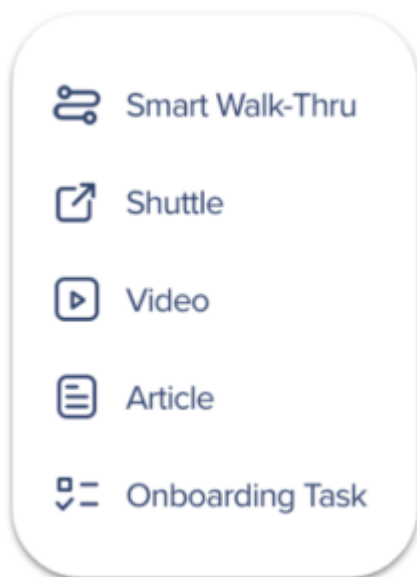 Smart Walk-Thru
Shuttle
Video
Article
Onboarding Task